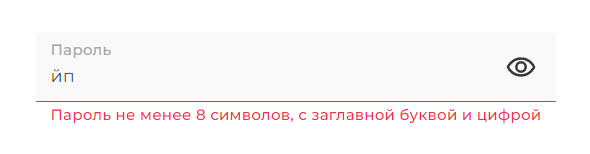 Пароль
йп
Пароль не менее 8 символов, с заглавной буквой и цифрой